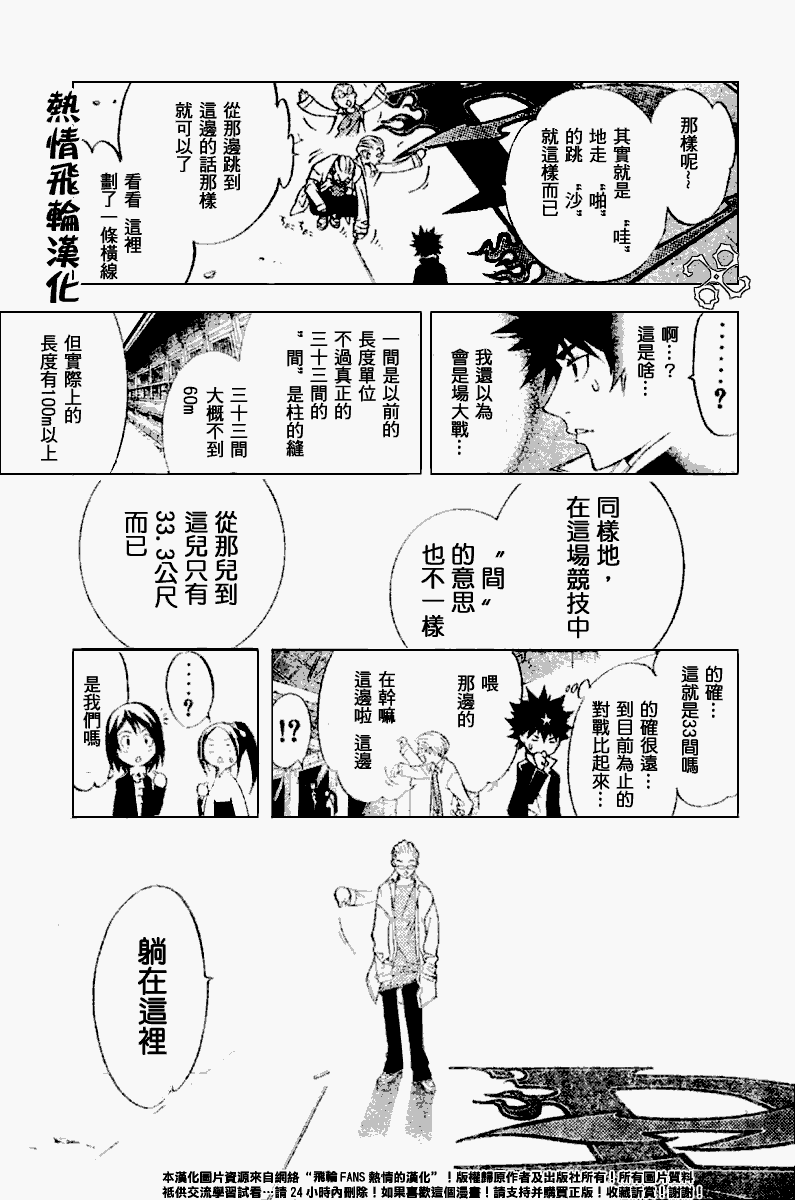 熱情飛輪漢化
那樣呢~
其實就是“哇”
地走“啪”
的跳“沙”
就這樣而已
從那邊跳到
這邊的話那樣
就可以了
看看 這裡
劃了一條橫線
……?
啊…?
這是啥…
我還以為
會是場大戰…
一間是以前的
長度單位
不過真正的
三十三間的
“間”是柱的縫
三十三間
大概不到
60m
但實際上的
長度有100m以上
同樣地，
在這場競技中
“間“
的意思
也不一樣
從那兒到
這兒只有
33.3公尺
而已
的確…
這就是33間嗎
的確很遠…
到目前為止的
對戰比起來…
喂
那邊的
在幹嘛
這邊啦 這邊
!?
……?
是我們嗎
躺在這裡
本漢化圖片資源來自網絡“飛輪FANS熱情的漢化”！版權歸原作者及出版社所有！所有圖片質料
祗供交流學習試看…請24小時內刪除！如果喜歡這個漫畫！請支持并購買正版！收藏訢賞！謝謝！